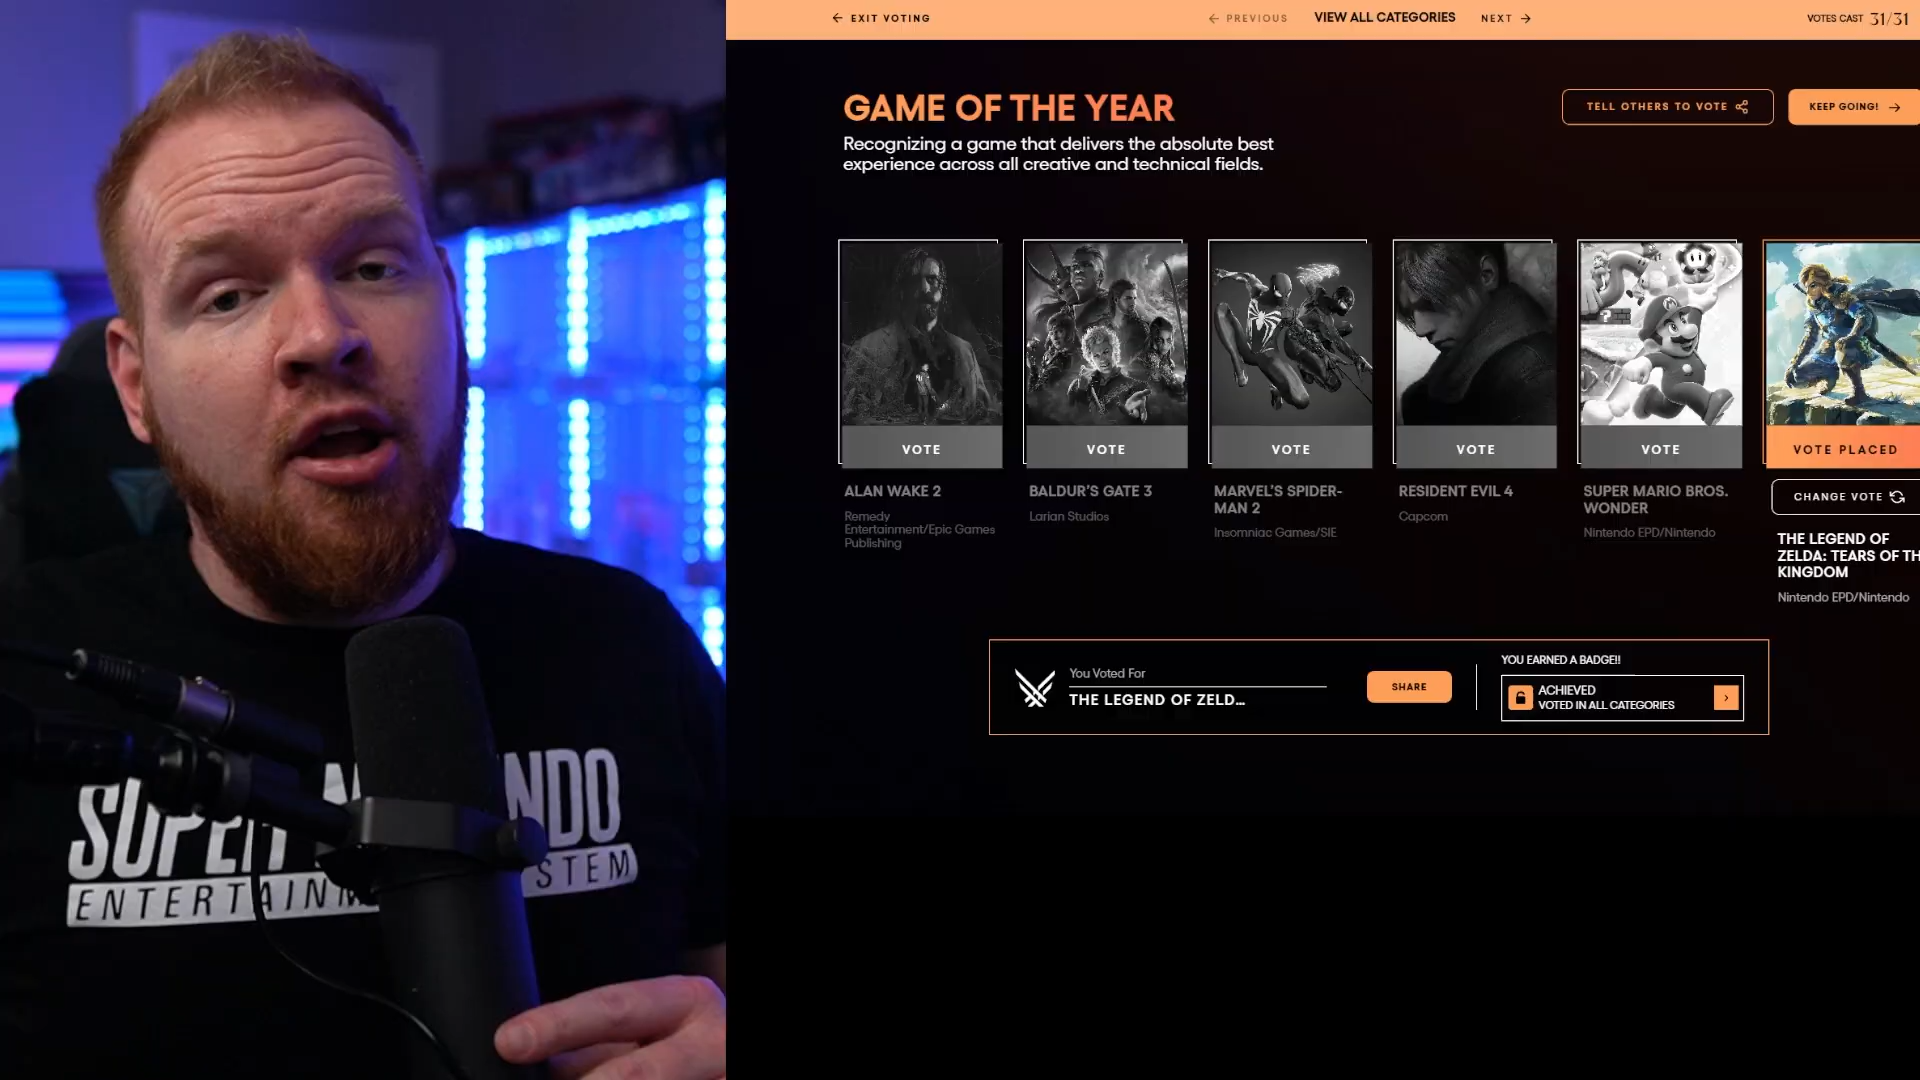 EXIT VOTING
PREVIOUS
VIEW ALL CATEGORIES
NEXT
VOTES CAST 31/31
GAME OF THE YEAR
Recognizing a game that delivers the absolute best
experience across all creative and technical fields.
TELL OTHERS TO VOTE
KEEP GOING!
VOTE
VOTE
VOTE
VOTE
VOTE
VOTE PLACED
CHANGE VOTE
ALAN WAKE 2
Remedy
Entertainment/Epic Games
Publishing
BALDUR'S GATE 3
Larian Studios
MARVEL'S SPIDER-
MAN 2
Insomniac Games/SIE
RESIDENT EVIL 4
Capcom
SUPER MARIO BROS.
WONDER
Nintendo EPD/Nintendo
THE LEGEND OF
ZELDA: TEARS OF TH
KINGDOM
Nintendo EPD/Nintendo
You Voted For
THE LEGEND OF ZELD...
SHARE
YOU EARNED A BADGE!!
ACHIEVED
VOTED IN ALL CATEGORIES
SUPER N NDO
ENTERTAINM STEM